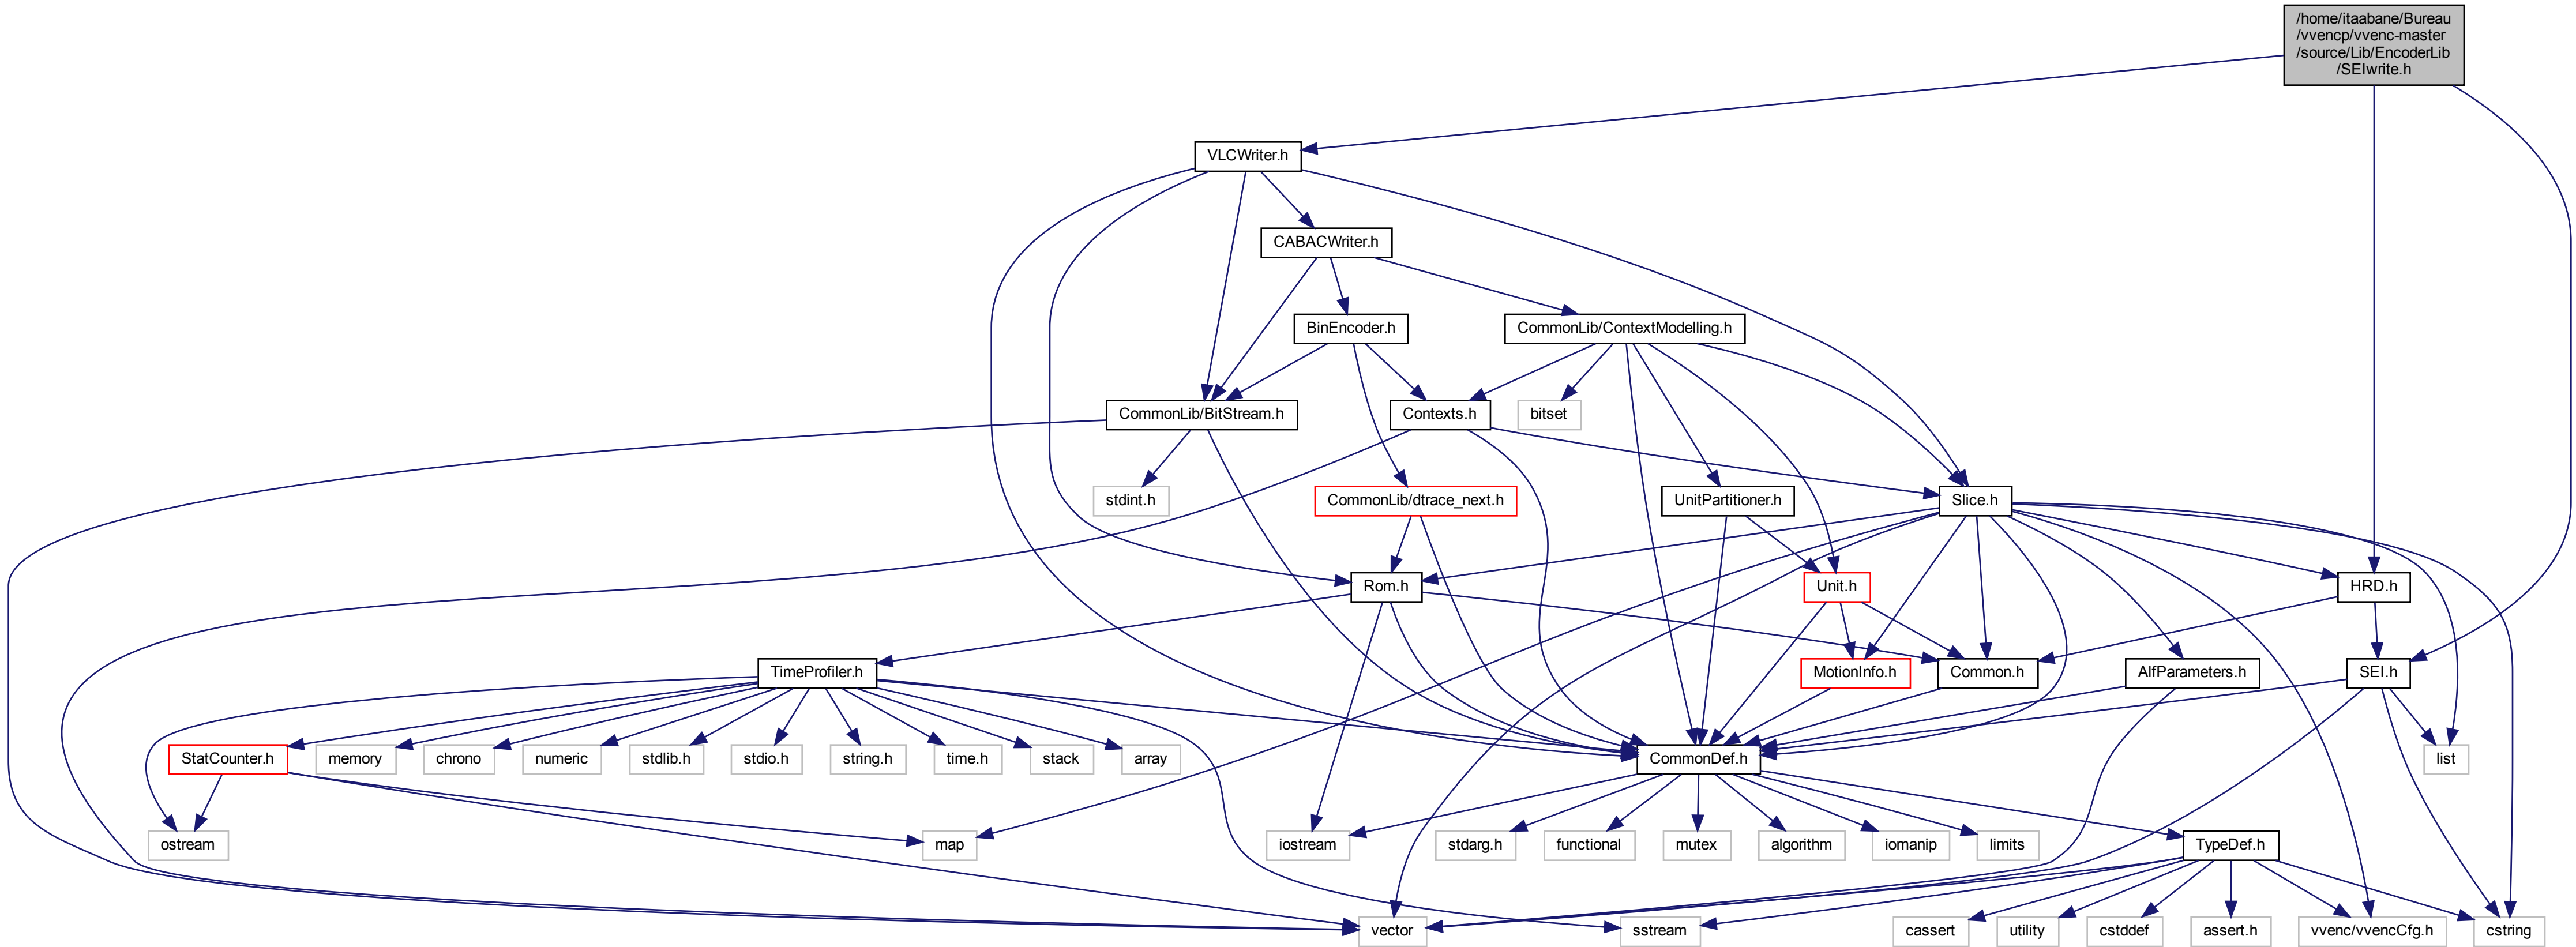 /home/itaabane/Bureau
/vvencp/vvenc-master
/source/Lib/EncoderLib
/SEIwrite.h
VLCWriter.h
CABACWriter.h
BinEncoder.h
CommonLib/ContextModelling.h
CommonLib/BitStream.h
Contexts.h
bitset
stdint.h
CommonLib/dtrace_next.h
UnitPartitioner.h
Slice.h
Rom.h
Unit.h
HRD.h
TimeProfiler.h
MotionInfo.h
Common.h
AlfParameters.h
SEI.h
StatCounter.h
memory
chrono
numeric
stdlib.h
stdio.h
string.h
time.h
stack
array
CommonDef.h
list
ostream
map
iostream
stdarg.h
functional
mutex
algorithm
iomanip
limits
TypeDef.h
vector
sstream
cassert
utility
cstddef
assert.h
vvenc/vvencCfg.h
cstring